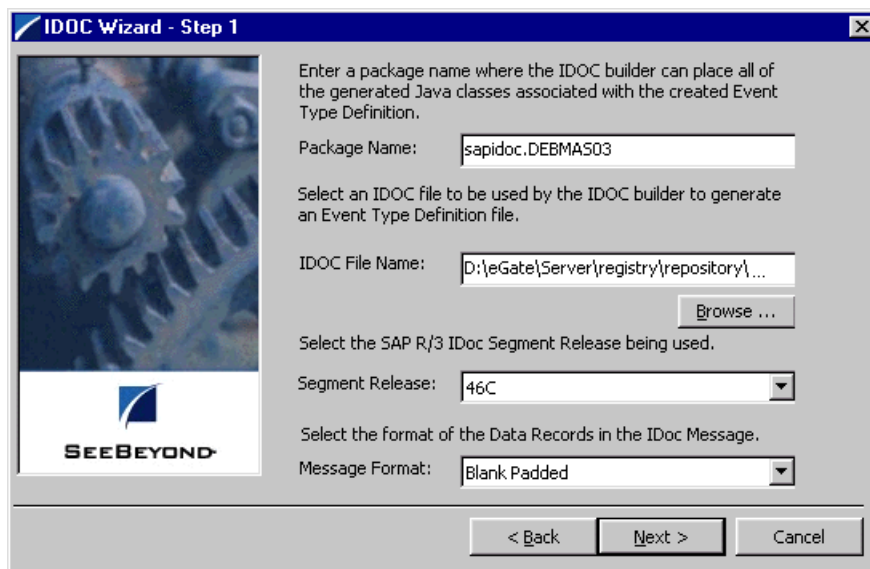 IDOC Wizard - Step 1
Enter a package name where the IDOC builder can place all of
the generated Java classes associated with the created Event
Type Definition.
Package Name: sapidoc.DEBMAS03
Select an IDOC file to be used by the IDOC builder to generate
an Event Type Definition file.
IDOC File Name: D:\eGate\Server\registry\repository\ ...
Browse ...
Select the SAP R/3 IDoc Segment Release being used.
Segment Release: 46C
Select the format of the Data Records in the IDoc Message.
SEEBEYOND
Message Format: Blank Padded
< Back Next > Cancel